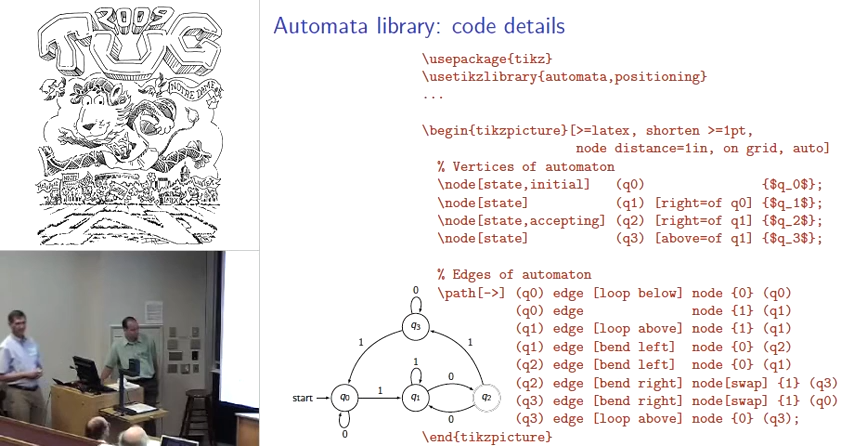 2009
TUG
NOTRE DAME
Automata library: code details
\usepackage{tikz}
\usetikzlibrary{automata,positioning}
...
\begin{tikzpicture}[>=latex, shorten >=1pt,
node distance=1in, on grid, auto]
% Vertices of automaton
\node[state,initial] (q0) {$q_0$};
\node[state] (q1) [right=of q0] {$q_1$};
\node[state,accepting] (q2) [right=of q1] {$q_2$};
\node[state] (q3) [above=of q1] {$q_3$};
% Edges of automaton
\path[->] (q0) edge [loop below] node {0} (q0)
(q0) edge node {1} (q1)
(q1) edge [loop above] node {1} (q1)
(q1) edge [bend left] node {0} (q2)
(q2) edge [bend left] node {0} (q1)
(q2) edge [bend right] node[swap] {1} (q3)
(q3) edge [bend right] node[swap] {1} (q0)
(q3) edge [loop above] node {0} (q3);
\end{tikzpicture}
0
q3
1 1
1 0
start q0 1 q1 q2
0 0